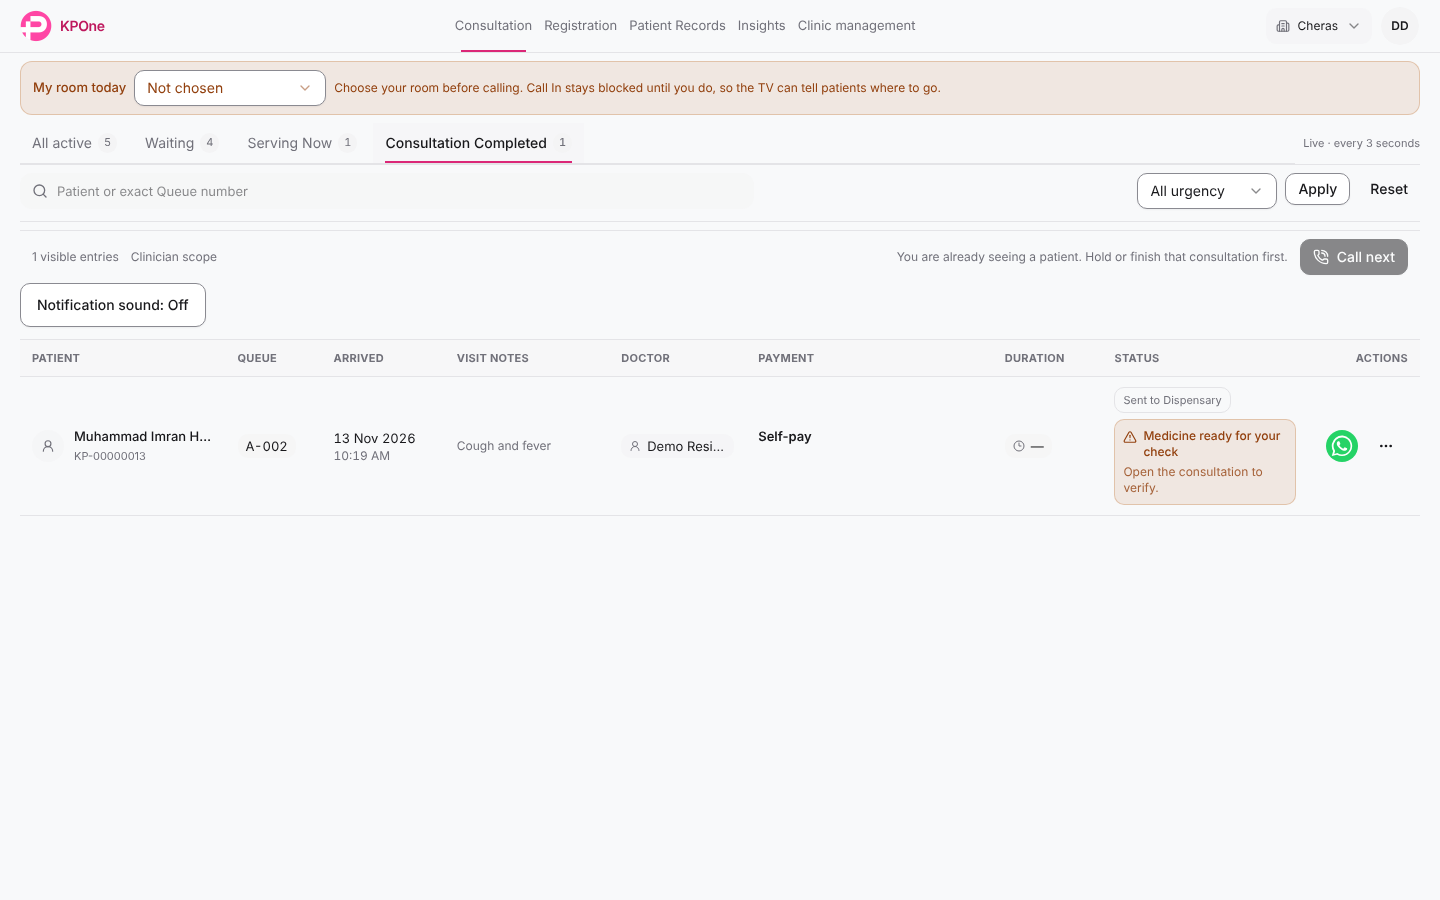 KPOne
Consultation
Registration
Patient Records
Insights
Clinic management
Cheras
DD
My room today
Not chosen
Choose your room before calling. Call In stays blocked until you do, so the TV can tell patients where to go.
All active 5
Waiting 4
Serving Now 1
Consultation Completed 1
Live · every 3 seconds
Patient or exact Queue number
All urgency
Apply
Reset
1 visible entries
Clinician scope
You are already seeing a patient. Hold or finish that consultation first.
Call next
Notification sound: Off
PATIENT
QUEUE
ARRIVED
VISIT NOTES
DOCTOR
PAYMENT
DURATION
STATUS
ACTIONS
Muhammad Imran H...
KP-00000013
A-002
13 Nov 2026
10:19 AM
Cough and fever
Demo Resi...
Self-pay
—
Sent to Dispensary
Medicine ready for your
check
Open the consultation to
verify.